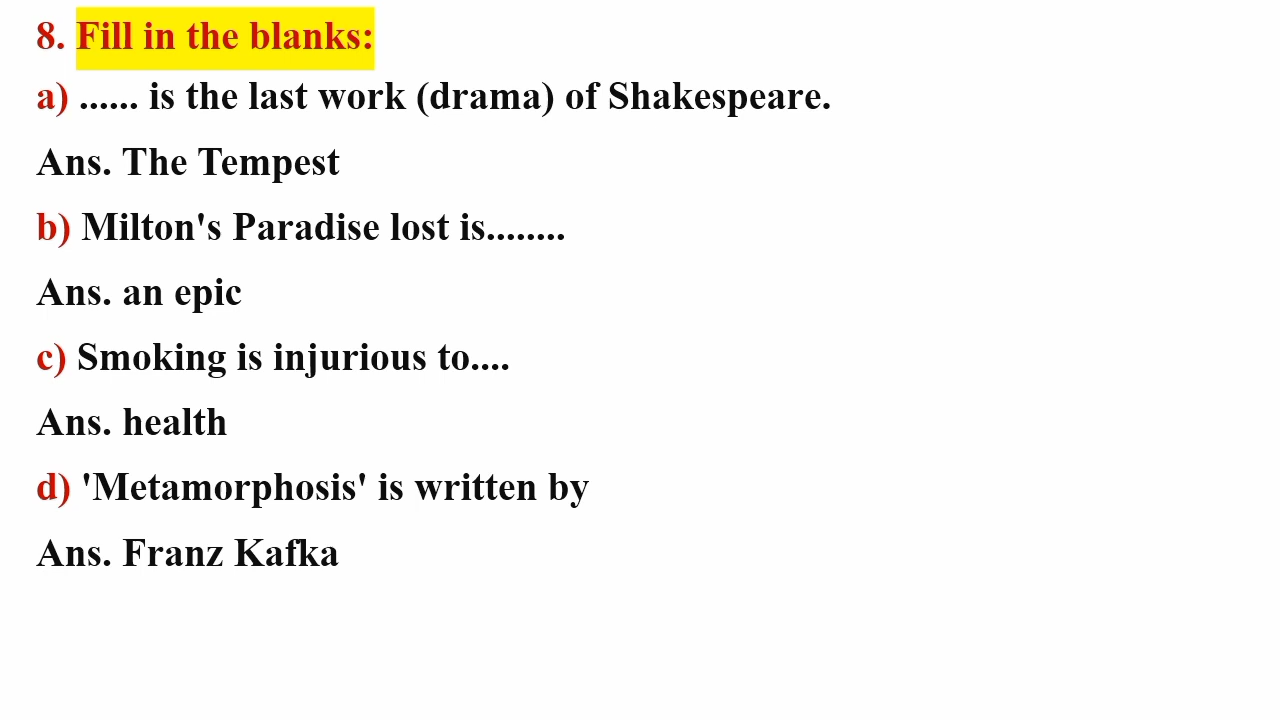 8. Fill in the blanks:
a) ...... is the last work (drama) of Shakespeare.
Ans. The Tempest
b) Milton's Paradise lost is........
Ans. an epic
c) Smoking is injurious to....
Ans. health
d) 'Metamorphosis' is written by
Ans. Franz Kafka